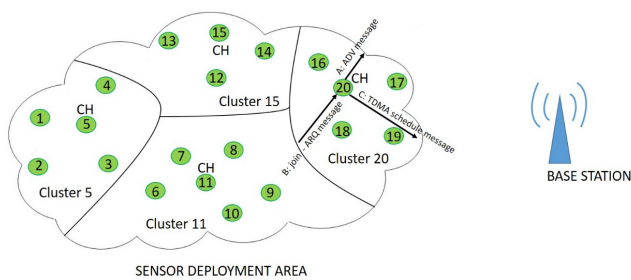 13
15
CH
14
12
Cluster 15
16
A: ADV message
CH
20
17
C: TDMA schedule message
B: join - ARQ message
18
19
Cluster 20
4
1
CH
5
2
3
Cluster 5
7
8
CH
11
6
9
10
Cluster 11
BASE STATION
SENSOR DEPLOYMENT AREA